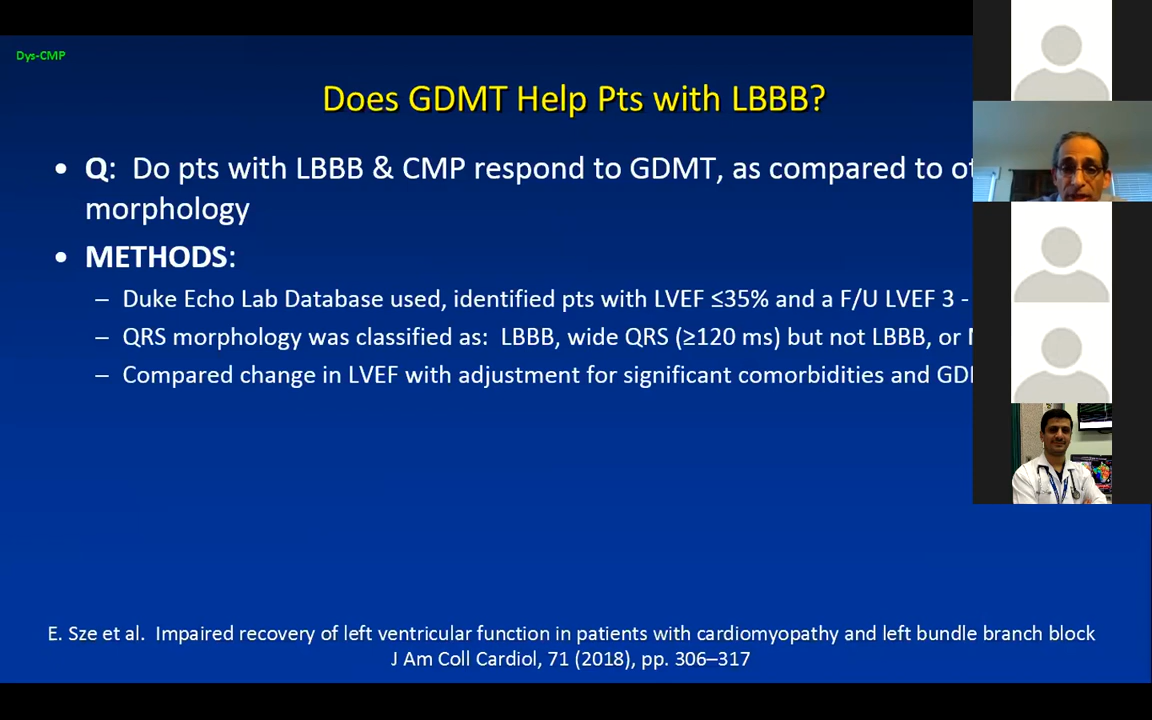 Dys-CMP
Does GDMT Help Pts with LBBB?
• Q: Do pts with LBBB & CMP respond to GDMT, as compared to
morphology
• METHODS:
– Duke Echo Lab Database used, identified pts with LVEF ≤35% and a F/U LVEF 3 -
– QRS morphology was classified as: LBBB, wide QRS (≥120 ms) but not LBBB, or
– Compared change in LVEF with adjustment for significant comorbidities and
E. Sze et al. Impaired recovery of left ventricular function in patients with cardiomyopathy and left bundle branch block
J Am Coll Cardiol, 71 (2018), pp. 306–317